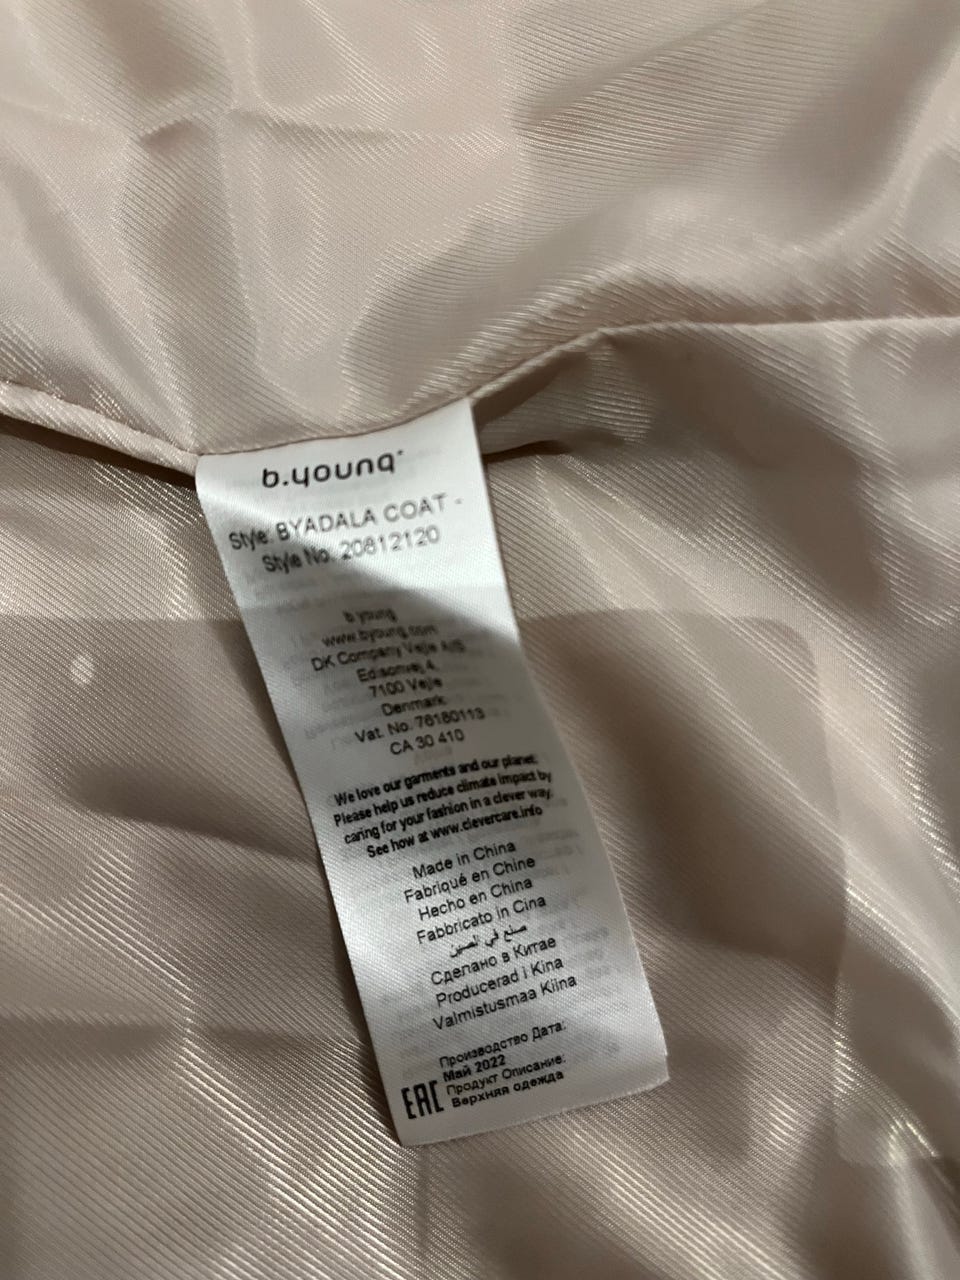 b.young
Style: BYADALA COAT -
Style No. 20812120
b.young
www.byoung.com
DK Company Vejle A/S
Edisonvej 4,
7100 Vejle
Denmark
Vat. No. 76180113
CA 30 410
We love our garments and our planet.
Please help us reduce climate impact by
caring for your fashion in a clever way.
See how at www.clevercare.info
Made in China
Fabriqué en Chine
Hecho en China
Fabbricato in Cina
صنع في الصين
Сделано в Китае
Producerad i Kina
Valmistusmaa Kiina
Производство Дата:
Май 2022
Продукт Описание:
Верхняя одежда
EAC